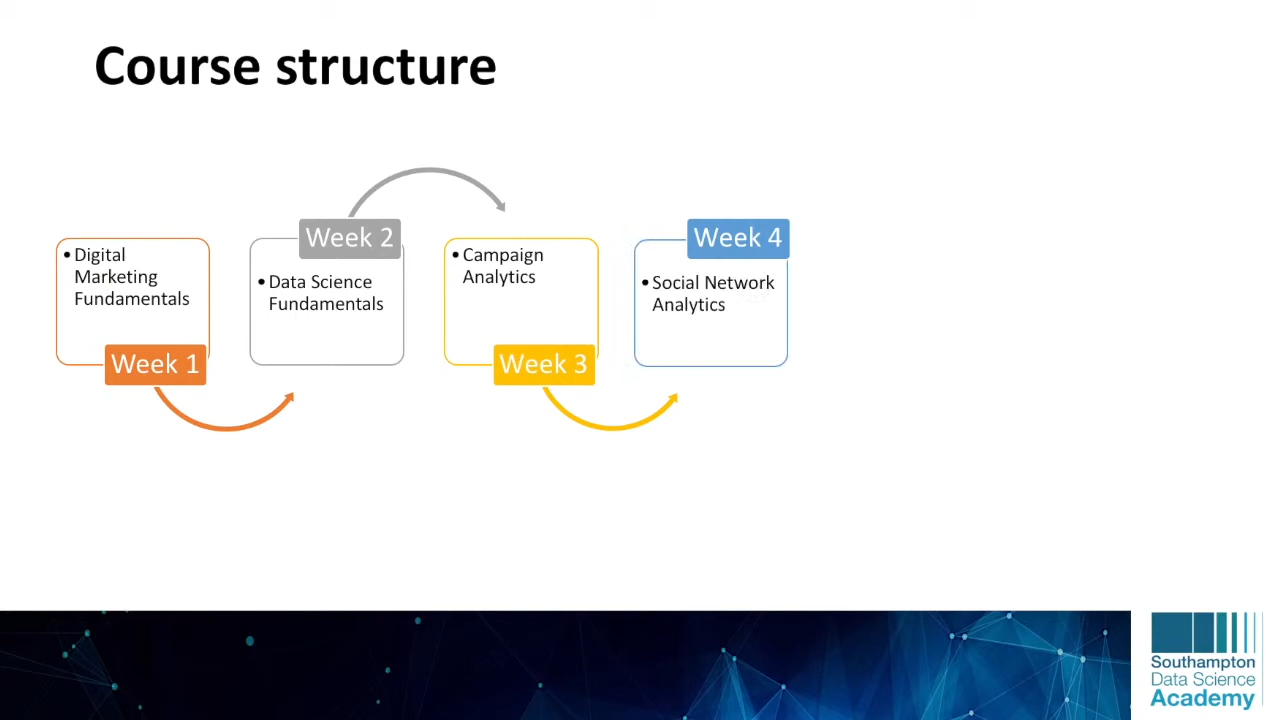 Course structure
• Digital
Marketing
Fundamentals
Week 1
Week 2
• Data Science
Fundamentals
• Campaign
Analytics
Week 3
Week 4
• Social Network
Analytics
Southampton
Data Science
Academy